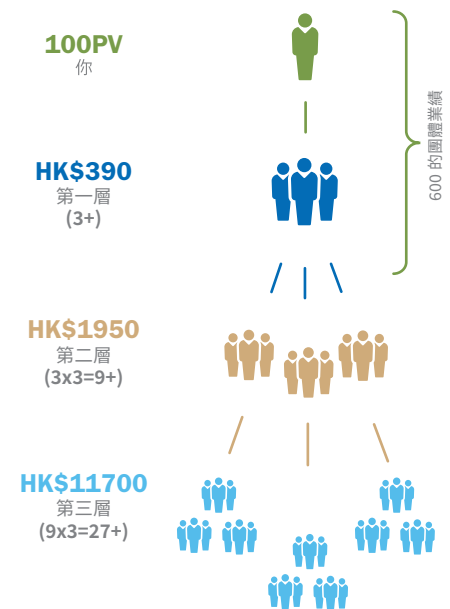 100PV
你
600 的團體業績
HK$390
第一層
(3+)
HK$1950
第二層
(3x3=9+)
HK$11700
第三層
(9x3=27+)